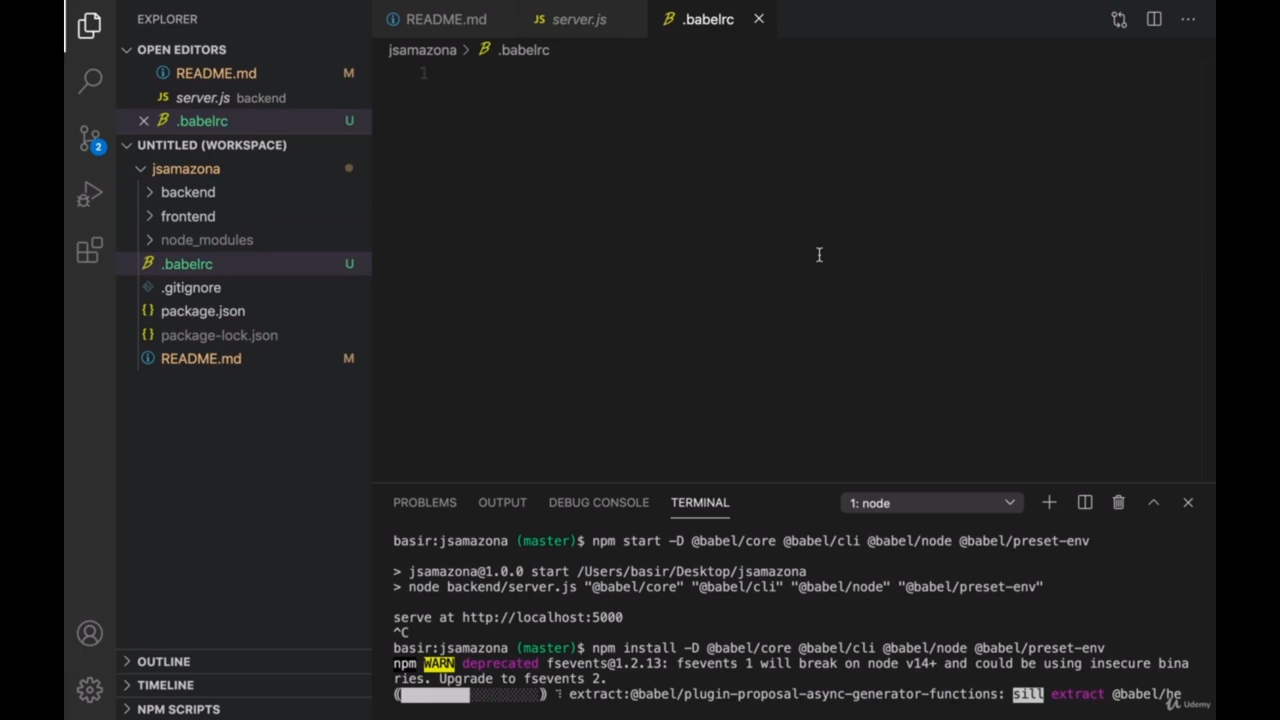 EXPLORER
README.md
JS server.js
.babelrc
OPEN EDITORS
README.md M
JS server.js backend
.babelrc U
jsamazona > .babelrc
1
UNTITLED (WORKSPACE)
jsamazona
backend
frontend
node_modules
.babelrc U
.gitignore
{} package.json
{} package-lock.json
README.md M
2
OUTLINE
TIMELINE
NPM SCRIPTS
PROBLEMS OUTPUT DEBUG CONSOLE TERMINAL 1: node
basir:jsamazona (master)$ npm start -D @babel/core @babel/cli @babel/node @babel/preset-env
> jsamazona@1.0.0 start /Users/basir/Desktop/jsamazona
> node backend/server.js "@babel/core" "@babel/cli" "@babel/node" "@babel/preset-env"
serve at http://localhost:5000
^C
basir:jsamazona (master)$ npm install -D @babel/core @babel/cli @babel/node @babel/preset-env
npm WARN deprecated fsevents@1.2.13: fsevents 1 will break on node v14+ and could be using insecure bina
ries. Upgrade to fsevents 2.
extract:@babel/plugin-proposal-async-generator-functions: sill extract @babel/he
Udemy